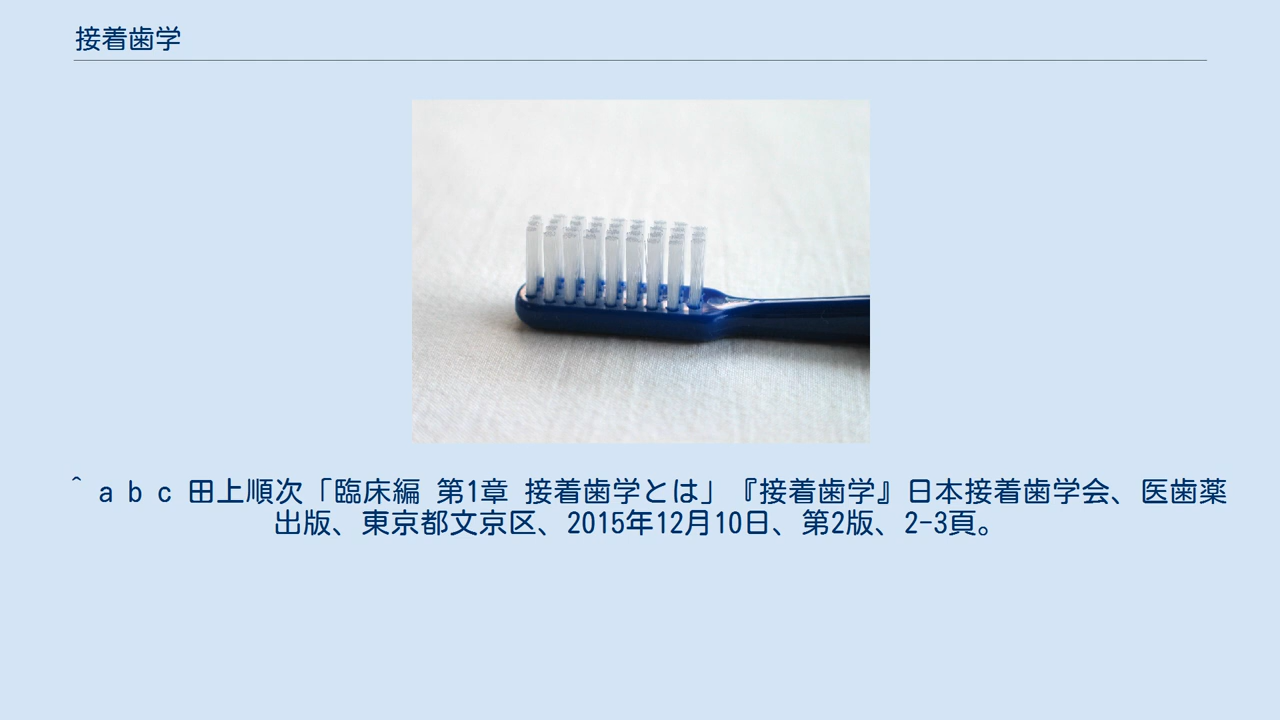 接着歯学
^ a b c 田上順次「臨床編 第1章 接着歯学とは」『接着歯学』日本接着歯学会、医歯薬
出版、東京都文京区、2015年12月10日、第2版、2-3頁。